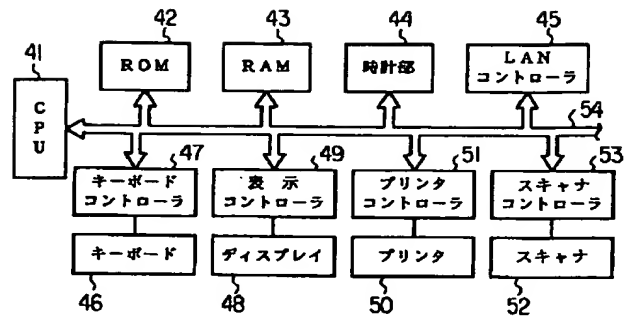 42
43
44
45
41
ROM
RAM
時計部
LAN
コントローラ
CPU
54
47
49
51
53
キーボード
コントローラ
表示
コントローラ
プリンタ
コントローラ
スキャナ
コントローラ
キーボード
ディスプレイ
プリンタ
スキャナ
46
48
50
52